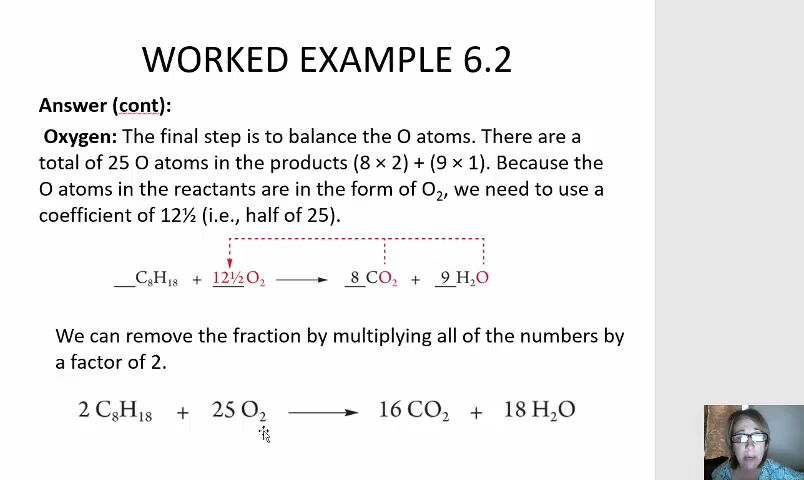 WORKED EXAMPLE 6.2
Answer (cont):
Oxygen: The final step is to balance the O atoms. There are a
total of 25 O atoms in the products (8 × 2) + (9 × 1). Because the
O atoms in the reactants are in the form of O₂, we need to use a
coefficient of 12½ (i.e., half of 25).
__C₈H₁₈ + 12½ O₂ ⟶ 8 CO₂ + 9 H₂O
We can remove the fraction by multiplying all of the numbers by
a factor of 2.
2 C₈H₁₈ + 25 O₂ ⟶ 16 CO₂ + 18 H₂O